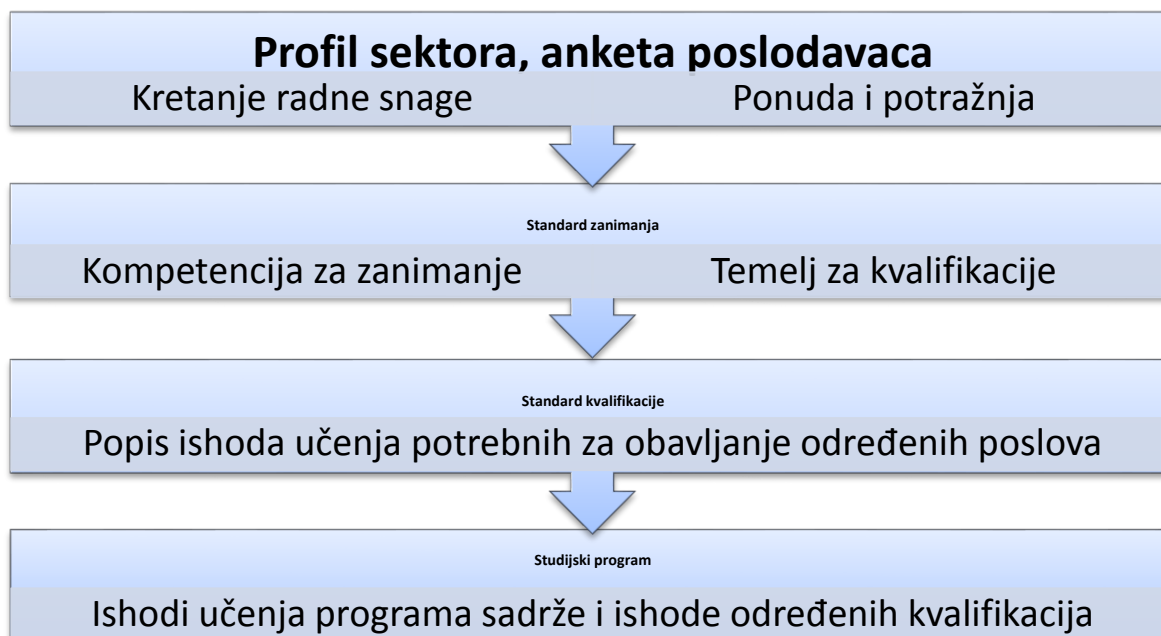 Profil sektora, anketa poslodavaca
Kretanje radne snage Ponuda i potražnja
Standard zanimanja
Kompetencija za zanimanje Temelj za kvalifikacije
Standard kvalifikacije
Popis ishoda učenja potrebnih za obavljanje određenih poslova
Studijski program
Ishodi učenja programa sadrže i ishode određenih kvalifikacija